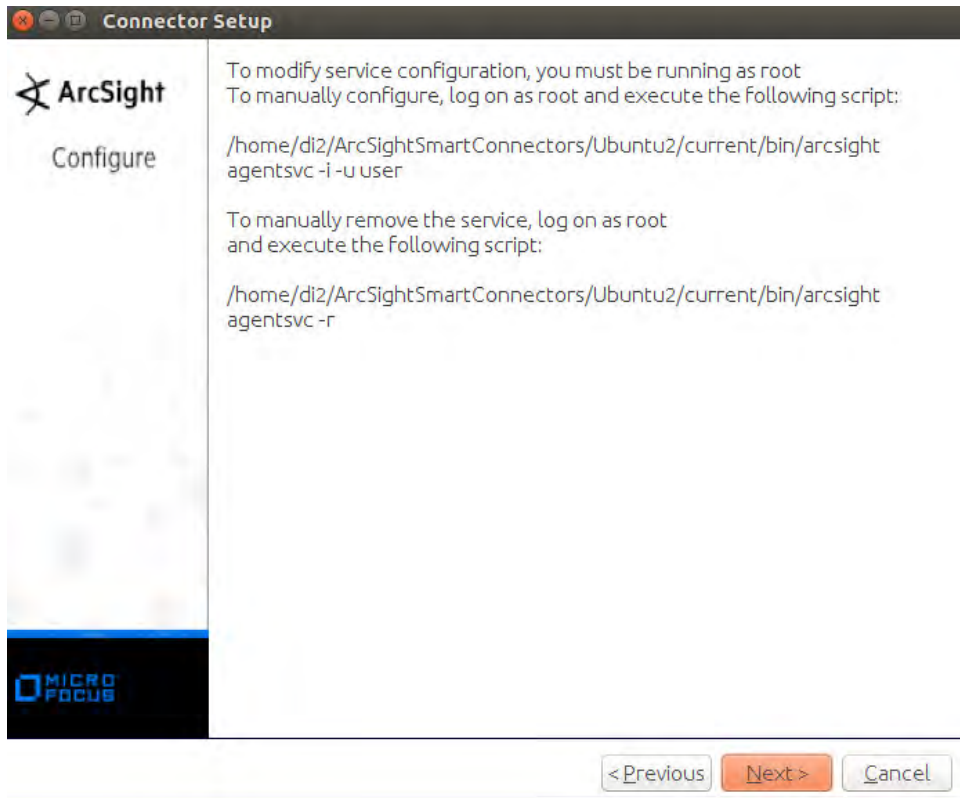 Connector Setup
ArcSight
Configure
To modify service configuration, you must be running as root
To manually configure, log on as root and execute the following script:
/home/di2/ArcSightSmartConnectors/Ubuntu2/current/bin/arcsight
agentsvc -i -u user
To manually remove the service, log on as root
and execute the following script:
/home/di2/ArcSightSmartConnectors/Ubuntu2/current/bin/arcsight
agentsvc -r
MICRO
FOCUS
< Previous
Next >
Cancel